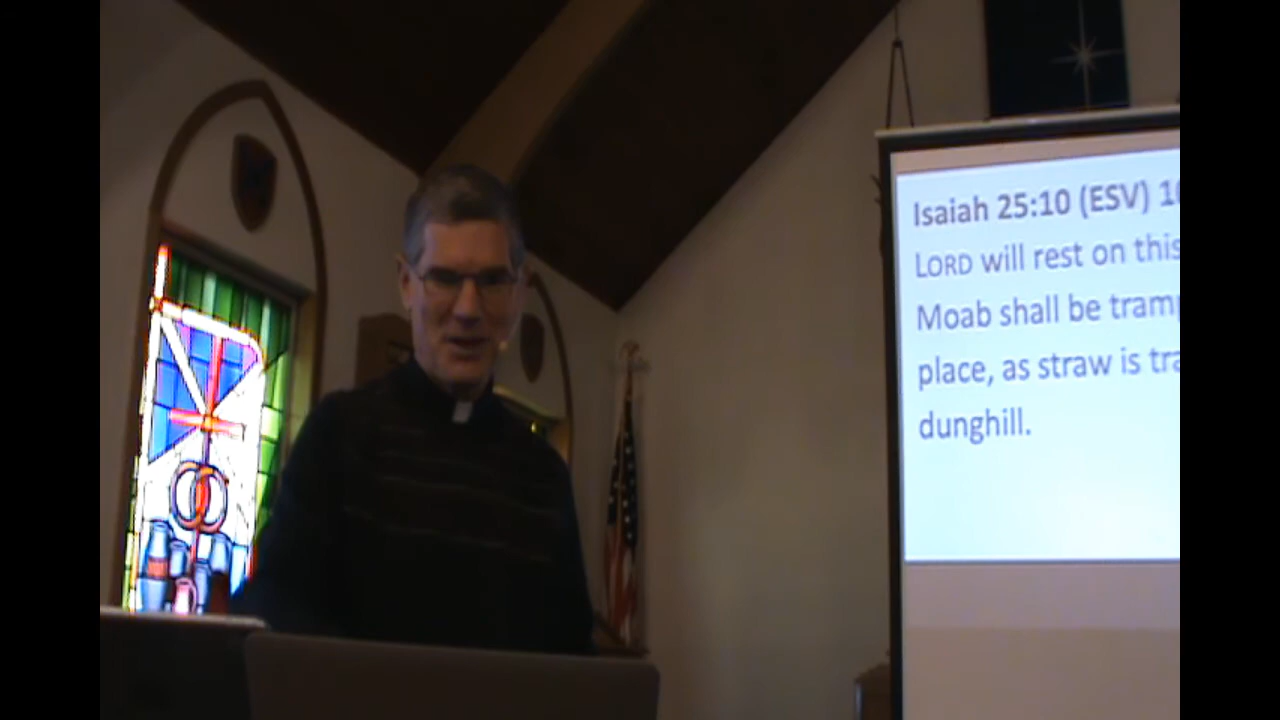 Isaiah 25:10 (ESV)
LORD will rest on this
Moab shall be
place, as straw is
dunghill.